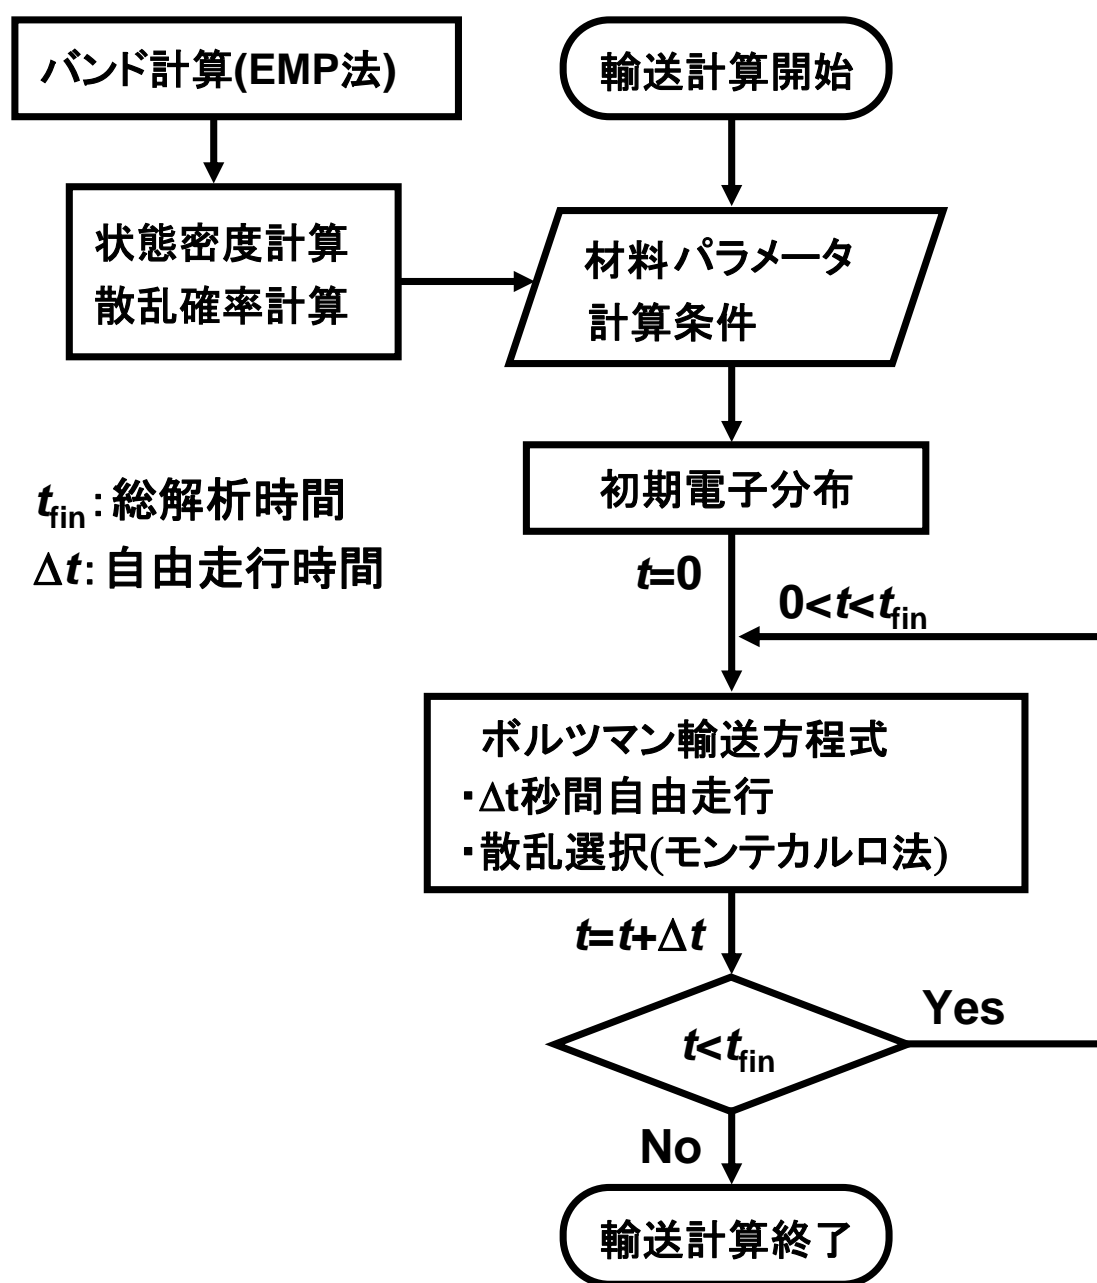 バンド計算(EMP法)
輸送計算開始
状態密度計算
散乱確率計算
材料パラメータ
計算条件
初期電子分布
tfin:総解析時間
Δt:自由走行時間
t=0
0<t<tfin
ボルツマン輸送方程式
・Δt秒間自由走行
・散乱選択(モンテカルロ法)
t=t+Δt
t<tfin
Yes
No
輸送計算終了